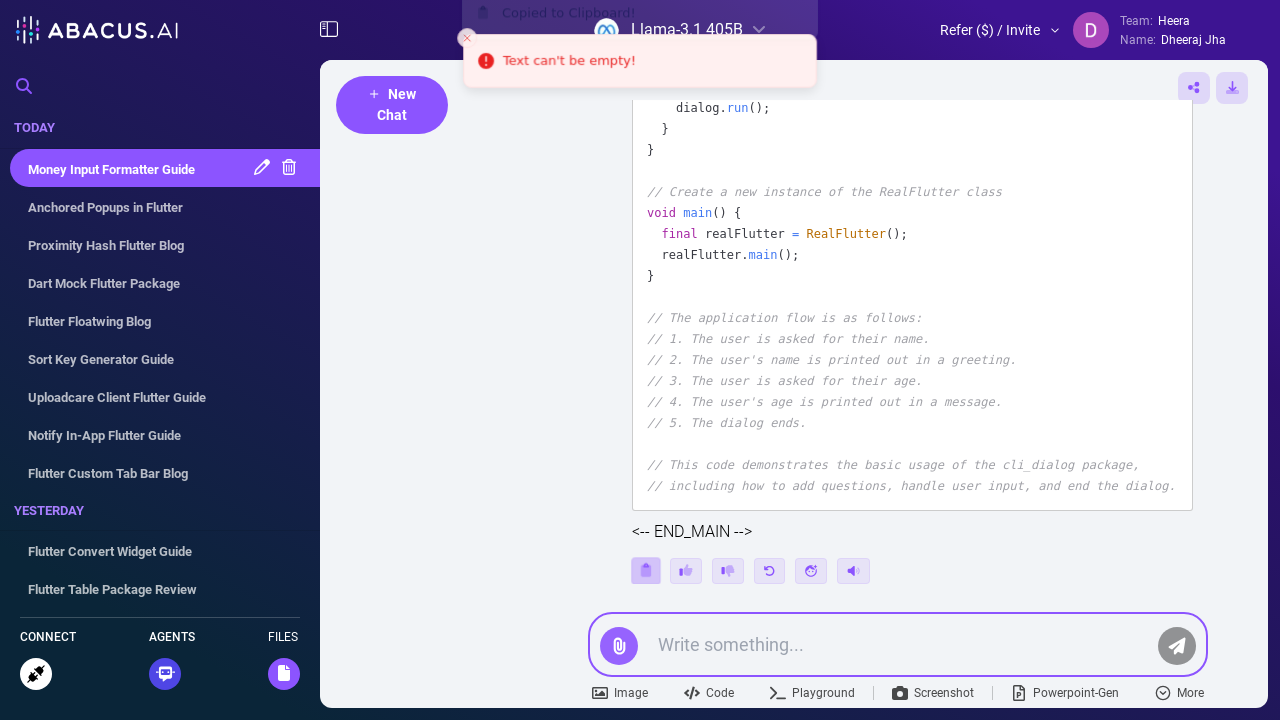 ABACUS.AI
Copied to Clipboard!
Llama-3.1 405B
Text can't be empty!
Refer ($) / Invite
D
Team: Heera
Name: Dheeraj Jha
+ New
Chat
TODAY
Money Input Formatter Guide
Anchored Popups in Flutter
Proximity Hash Flutter Blog
Dart Mock Flutter Package
Flutter Floatwing Blog
Sort Key Generator Guide
Uploadcare Client Flutter Guide
Notify In-App Flutter Guide
Flutter Custom Tab Bar Blog
YESTERDAY
Flutter Convert Widget Guide
Flutter Table Package Review
CONNECT
AGENTS
FILES
dialog.run();
}
}
// Create a new instance of the RealFlutter class
void main() {
final realFlutter = RealFlutter();
realFlutter.main();
}
// The application flow is as follows:
// 1. The user is asked for their name.
// 2. The user's name is printed out in a greeting.
// 3. The user is asked for their age.
// 4. The user's age is printed out in a message.
// 5. The dialog ends.
// This code demonstrates the basic usage of the cli_dialog package,
// including how to add questions, handle user input, and end the dialog.
<-- END_MAIN -->
Write something...
Image
Code
Playground
Screenshot
Powerpoint-Gen
More